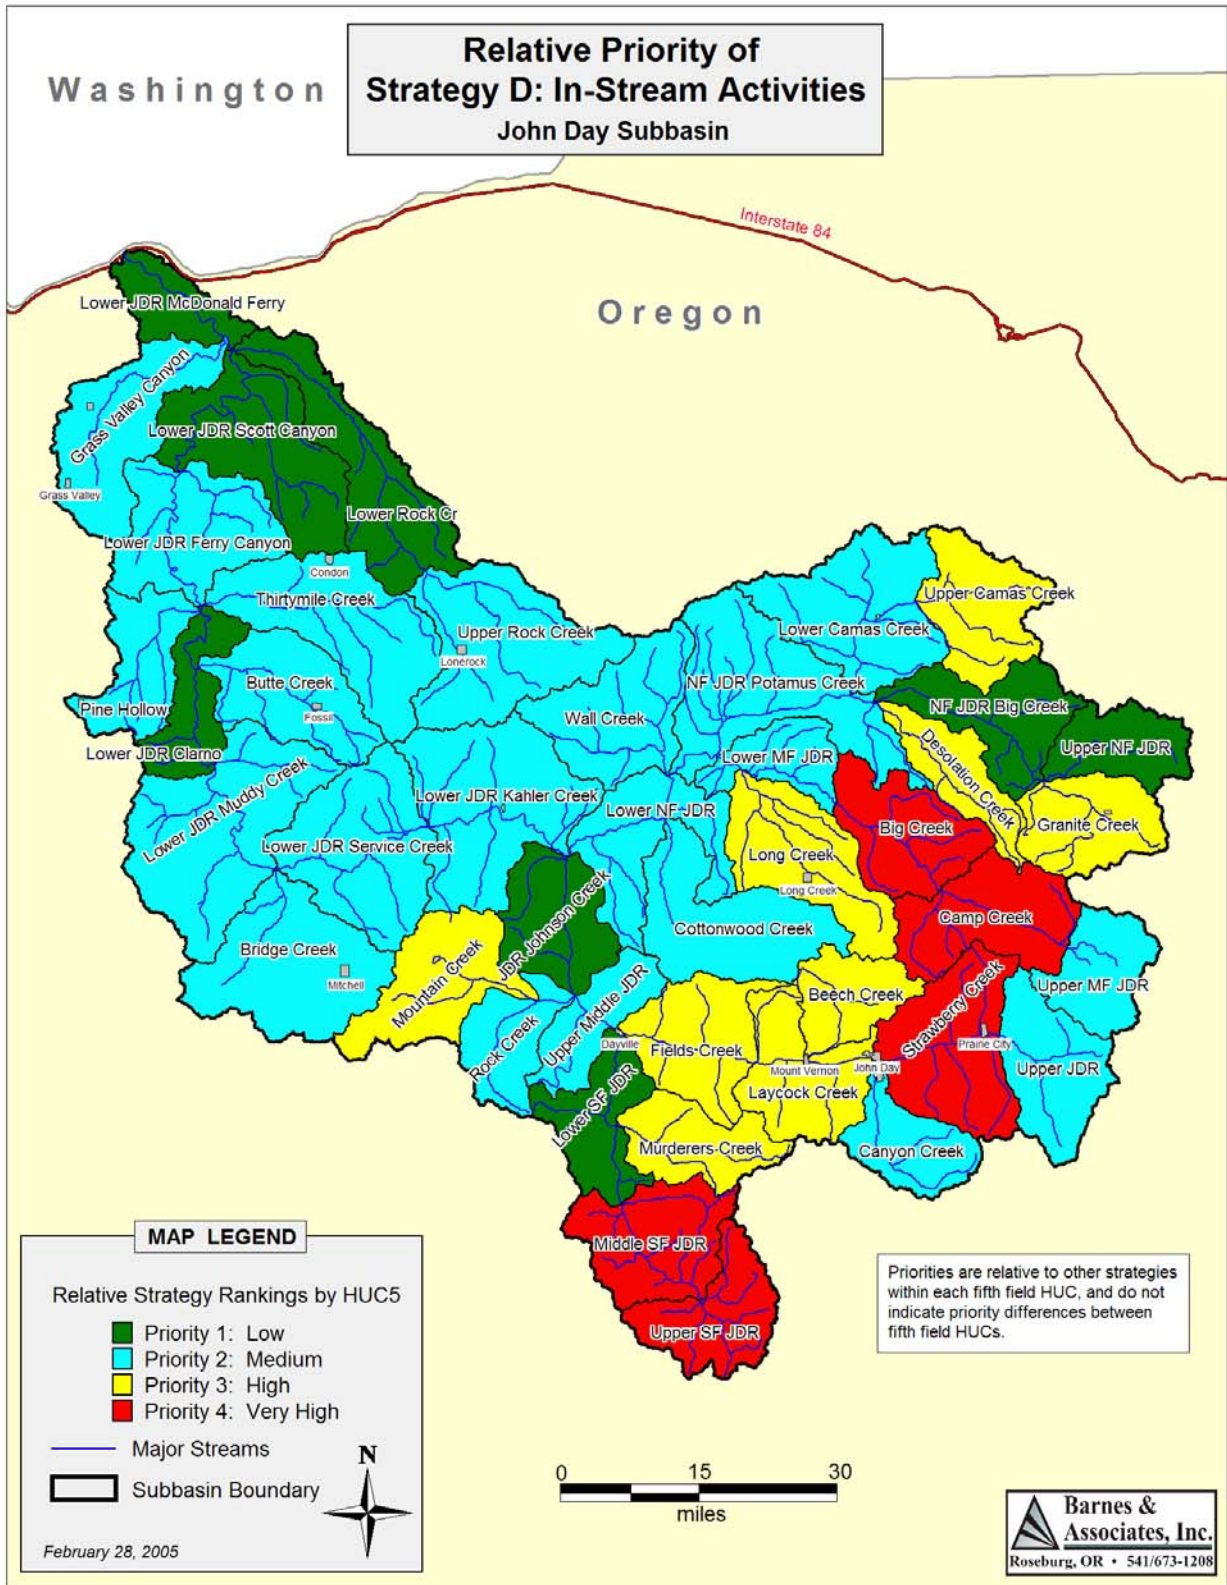 Relative Priority of
Strategy D: In-Stream Activities
John Day Subbasin
Washington
Interstate 84
Oregon
Lower JDR McDonald Ferry
Grass Valley Canyon
Lower JDR Scott Canyon
Grass Valley
Lower Rock Cr
Lower JDR Ferry Canyon
Condon
Thirtymile Creek
Upper Camas Creek
Upper Rock Creek
Lower Camas Creek
Lonerock
Butte Creek
NF JDR Potamus Creek
Pine Hollow
Fossil
Wall Creek
NF JDR Big Creek
Lower JDR Clarno
Upper NF JDR
Lower MF JDR
Desolation Creek
Lower JDR Muddy Creek
Lower JDR Kahler Creek
Lower NF JDR
Granite Creek
Big Creek
Lower JDR Service Creek
Long Creek
Long Creek
JDR Johnson Creek
Camp Creek
Cottonwood Creek
Bridge Creek
Mitchell
Mountain Creek
Upper MF JDR
Beech Creek
Strawberry Creek
Rock Creek
Upper Middle JDR
Dayville
Fields Creek
Prairie City
Mount Vernon
John Day
Upper JDR
Laycock Creek
Lower SF JDR
Murderers Creek
Canyon Creek
Middle SF JDR
Upper SF JDR
MAP LEGEND
Relative Strategy Rankings by HUC5
Priority 1: Low
Priority 2: Medium
Priority 3: High
Priority 4: Very High
Major Streams
Subbasin Boundary
N
February 28, 2005
Priorities are relative to other strategies
within each fifth field HUC, and do not
indicate priority differences between
fifth field HUCs.
0 15 30
miles
Barnes &
Associates, Inc.
Roseburg, OR • 541/673-1208